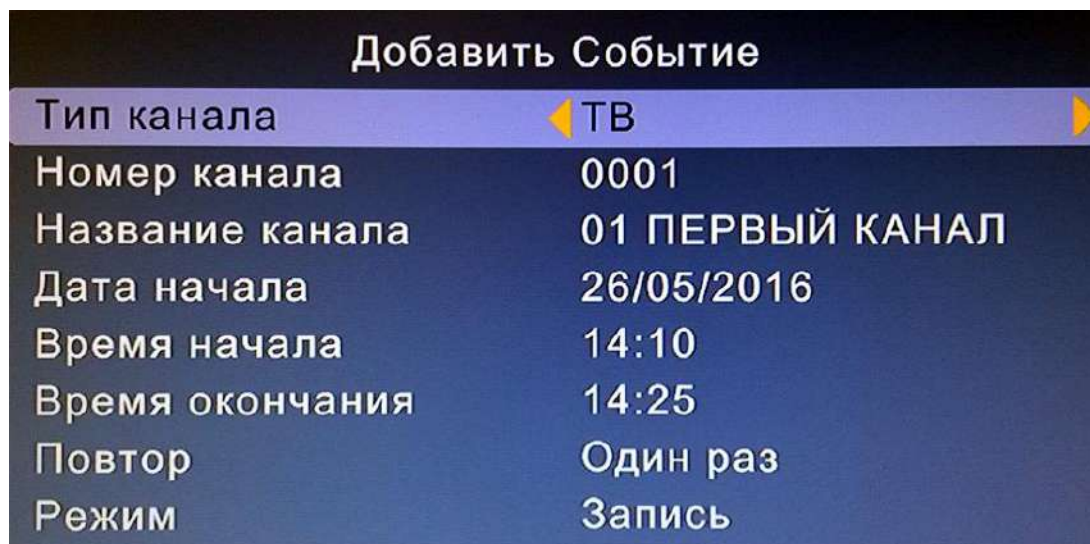 Добавить Событие
Тип канала ТВ
Номер канала 0001
Название канала 01 ПЕРВЫЙ КАНАЛ
Дата начала 26/05/2016
Время начала 14:10
Время окончания 14:25
Повтор Один раз
Режим Запись